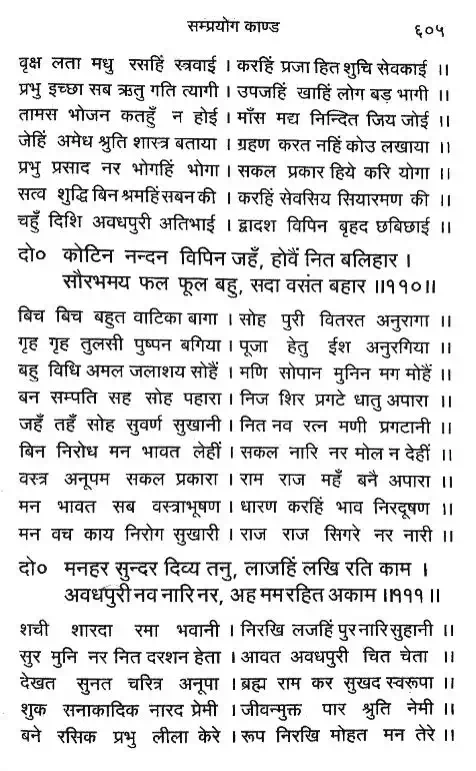 सम्प्रयोग काण्ड ६०५
वृक्ष लता मधु रसहिं स्त्रवाई । करहिं प्रजा हित शुचि सेवकाई ।।
प्रभु इच्छा सब ऋतु गति त्यागी । उपजहिं खाहिं लोग बड़ भागी ।।
तामस भोजन कतहुँ न होई । माँस मद्य निन्दित जिय जोई ।।
जेहिं अमेध श्रुति शास्त्र बताया । ग्रहण करत नहिं कोउ लखाया ।।
प्रभु प्रसाद नर भोगहिं भोगा । सकल प्रकार हिये करि योगा ।।
सत्व शुद्धि बिन श्रमहिं सबन की । करहिं सेव सिय सियारमण की ।।
चहुँ दिशि अवधपुरी अतिभाई । द्वादश विपिन बृहद छबिछाई ।।
दो० कोटिन नन्दन विपिन जहँ, होवैं नित बलिहार ।
सौरभमय फल फूल बहु, सदा वसंत बहार ।।११०।।
बिच बिच बहुत वाटिका बागा । सोह पुरी वितरत अनुरागा ।।
गृह गृह तुलसी पुष्पन बगिया । पूजा हेतु ईश अनुरगिया ।।
बहु विधि अमल जलाशय सोहैं । मणि सोपान मुनिन मग मोहैं ।।
बन सम्पति सह सोह पहारा । निज शिर प्रगटे धातु अपारा ।।
जहँ तहँ सोह सुवर्ण सुखानी । नित नव रत्न मणी प्रगटानी ।।
बिन निरोध मन भावत लेहीं । सकल नारि नर मोल न देहीं ।।
वस्त्र अनूपम सकल प्रकारा । राम राज महँ बनै अपारा ।।
मन भावत सब वस्त्राभूषण । धारण करहिं भाव निरदूषण ।।
मन वच काय निरोग सुखारी । राज राज सिगरे नर नारी ।।
दो० मनहर सुन्दर दिव्य तनु, लाजहिं लखि रति काम ।
अवधपुरी नव नारि नर, अह मम रहित अकाम ।।१११।।
शची शारदा रमा भवानी । निरखि लजहिं पुर नारि सुहानी ।।
सुर मुनि नर नित दरशन हेता । आवत अवधपुरी चित चेता ।।
देखत सुनत चरित्र अनूपा । ब्रह्म राम कर सुखद स्वरूपा ।।
शुक सनाकादिक नारद प्रेमी । जीवन्मुक्त पार श्रुति नेमी ।।
बने रसिक प्रभु लीला केरे । रूप निरखि मोहत मन तेरे ।।